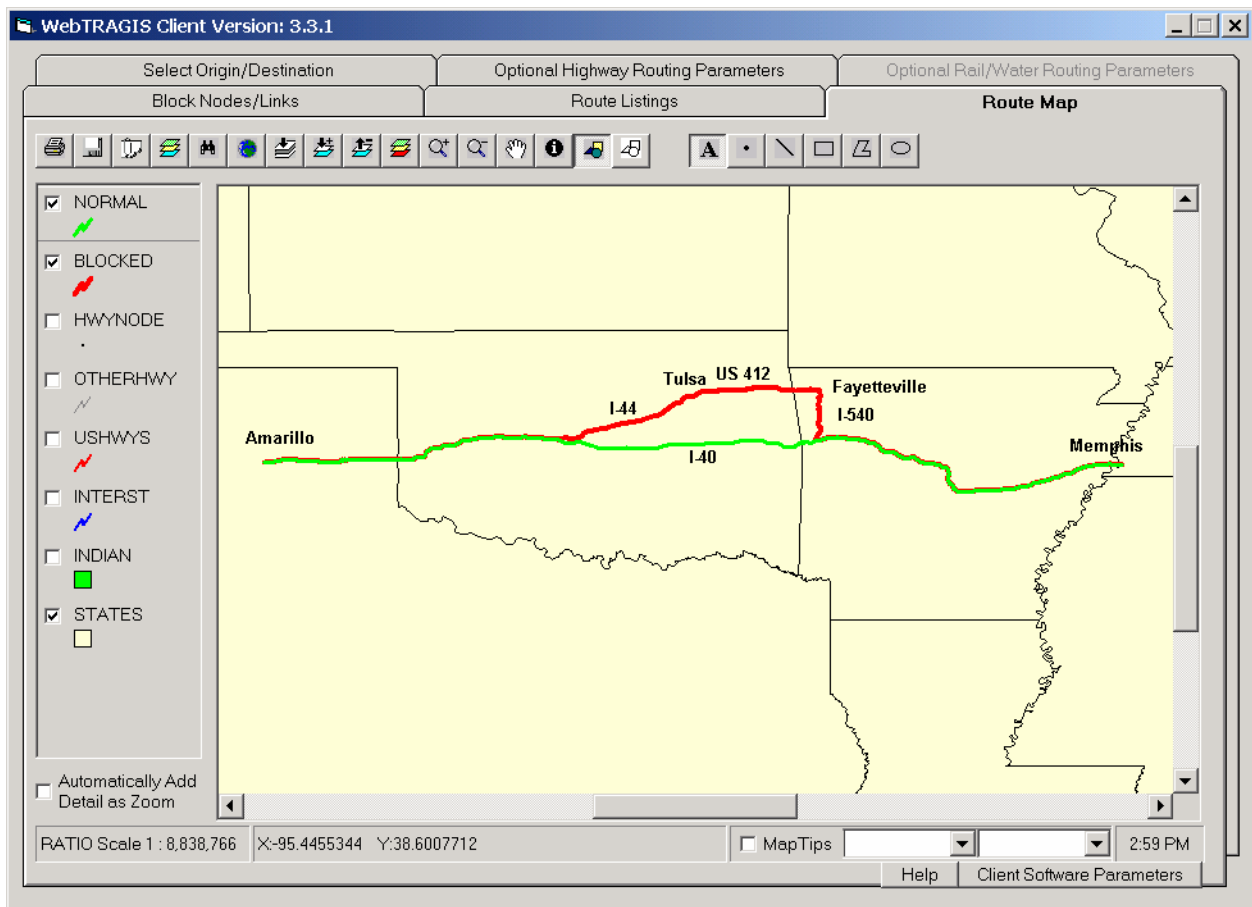 WebTRAGIS Client Version: 3.3.1
Select Origin/Destination
Optional Highway Routing Parameters
Optional Rail/Water Routing Parameters
Block Nodes/Links
Route Listings
Route Map
A
NORMAL
BLOCKED
HWYNODE
OTHERHWY
USHWYS
INTERST
INDIAN
STATES
Automatically Add
Detail as Zoom
Tulsa
US 412
Fayetteville
I-44
I-540
Amarillo
I-40
Memphis
RATIO Scale 1 : 8,838,766
X:-95.4455344 Y:38.6007712
MapTips
2:59 PM
Help
Client Software Parameters